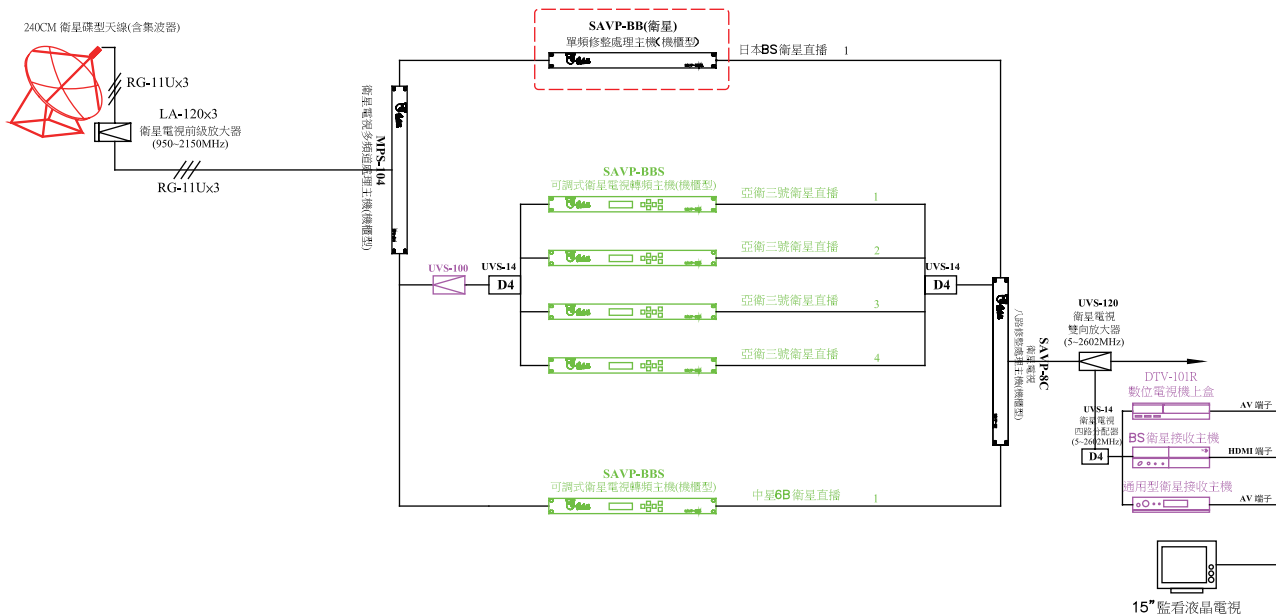 240CM 衛星碟型天線(含集波器)
RG-11Ux3
LA-120x3
衛星電視前級放大器
(950~2150MHz)
RG-11Ux3
MPS-104
衛星電視多頻道處理主機(機櫃型)
SAVP-BB(衛星)
單頻修整處理主機(機櫃型)
日本BS衛星直播 1
SAVP-BBS
可調式衛星電視轉頻主機(機櫃型)
亞衛三號衛星直播 1
亞衛三號衛星直播 2
亞衛三號衛星直播 3
亞衛三號衛星直播 4
UVS-100
UVS-14
D4
UVS-14
D4
SAVP-BBS
可調式衛星電視轉頻主機(機櫃型)
中星6B衛星直播 1
SAVP-8C
衛星電視
八路修整處理主機(機櫃型)
UVS-120
衛星電視
雙向放大器
(5~2602MHz)
UVS-14
衛星電視
四路分配器
(5~2602MHz)
D4
DTV-101R
數位電視機上盒
AV 端子
BS衛星接收主機
HDMI 端子
通用型衛星接收主機
AV 端子
15”監看液晶電視